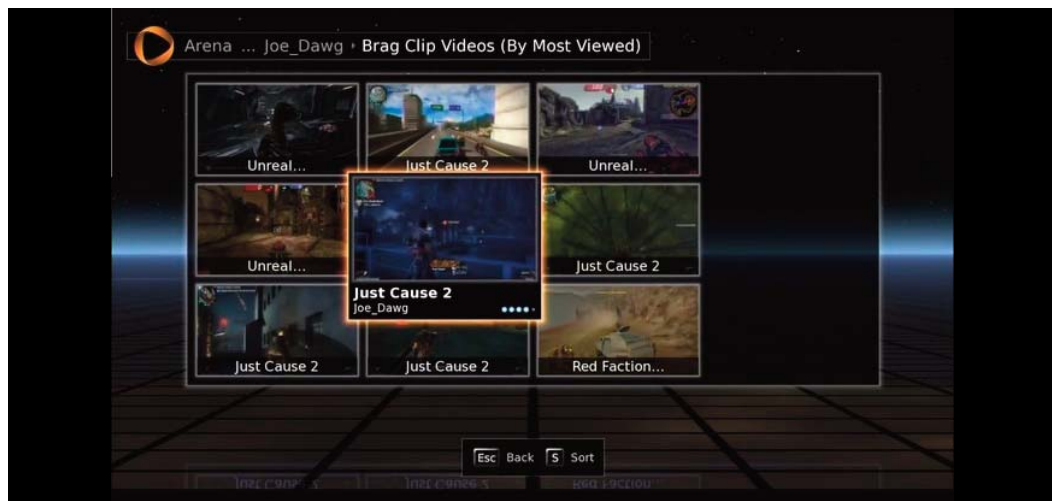 Arena ... Joe_Dawg › Brag Clip Videos (By Most Viewed)
Unreal...
Just Cause 2
Unreal...
Unreal...
Just Cause 2
Joe_Dawg
Just Cause 2
Just Cause 2
Just Cause 2
Red Faction...
Esc Back S Sort